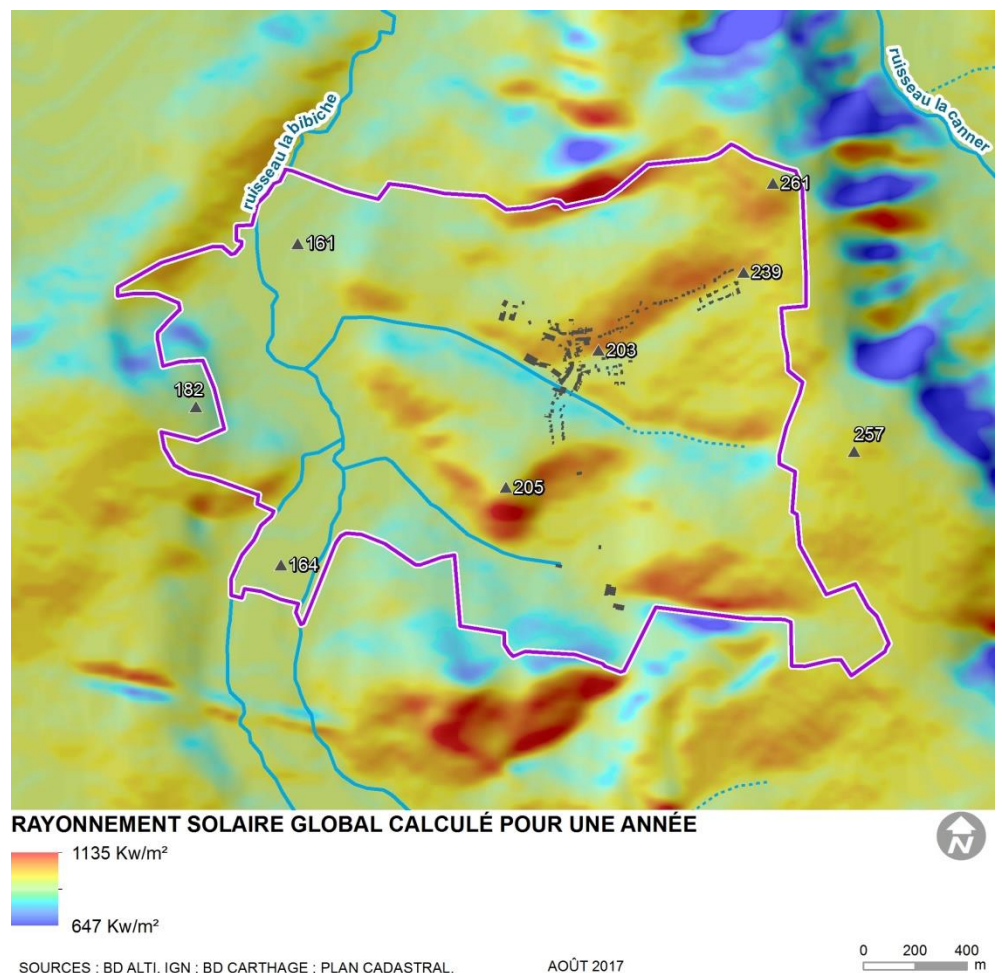 ruisseau la bibiche
ruisseau la canner
261
161
239
203
182
257
205
164
RAYONNEMENT SOLAIRE GLOBAL CALCULÉ POUR UNE ANNÉE
N
1135 Kw/m²
647 Kw/m²
0 200 400
m
SOURCES : BD ALTI, IGN ; BD CARTHAGE ; PLAN CADASTRAL.
AOÛT 2017